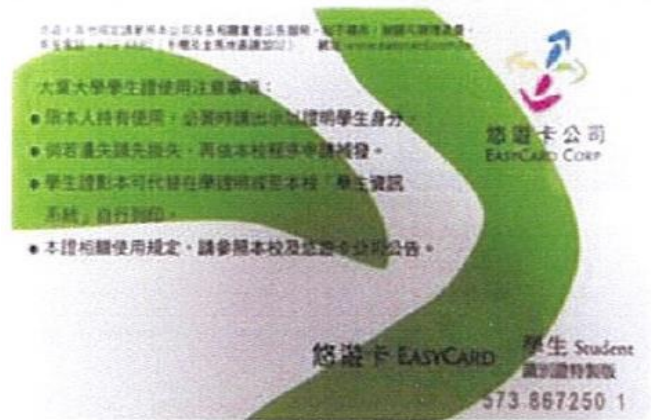 悠遊卡公司
EASYCARD CORP
大葉大學學生證使用注意事項：
● 限本人持有使用，必要時請出示以證明學生身分。
● 倘若遺失請先掛失，再依本校程序申請補發。
● 學生證影本可代替在學證明或至本校「學生資訊
系統」自行列印。
● 本證相關使用規定，請參照本校及悠遊卡公司公告。
悠遊卡 EASYCARD
學生 Student
識別證特製版
573 867250 1